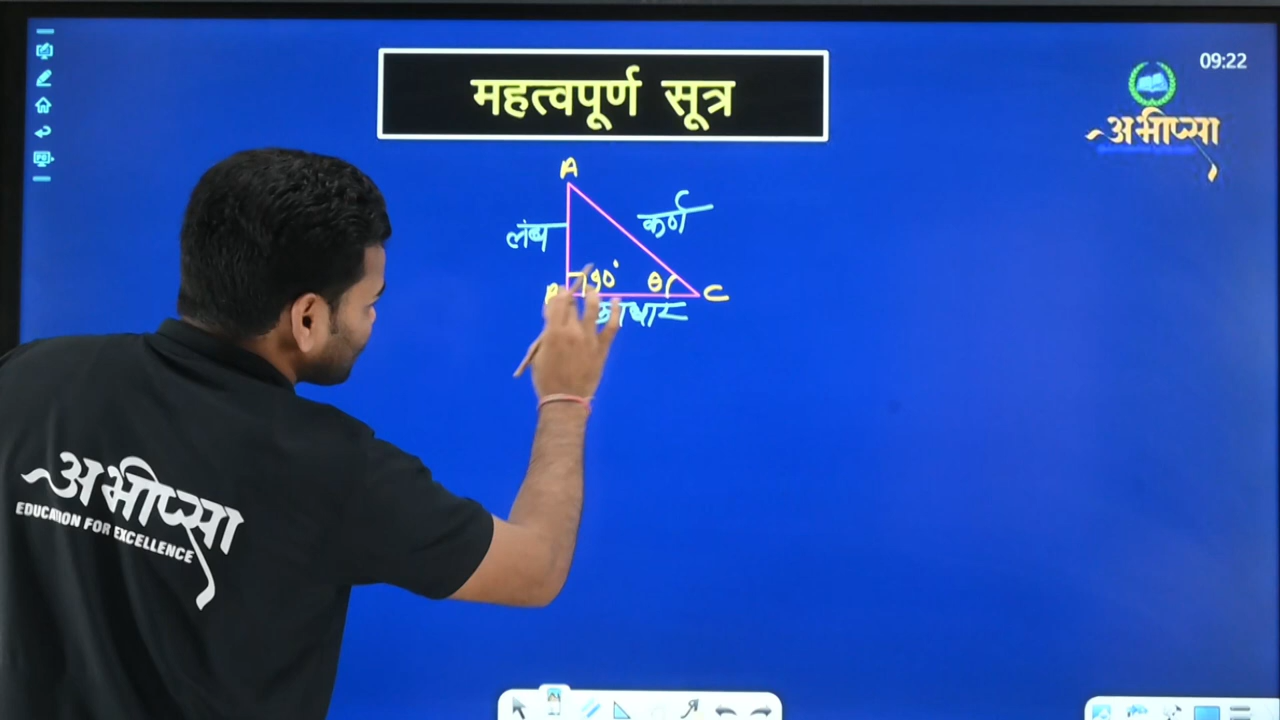 महत्वपूर्ण सूत्र
09:22
अभीप्सा
A
लंब
कर्ण
90°
θ
B
C
आधार
अभीप्सा
EDUCATION FOR EXCELLENCE